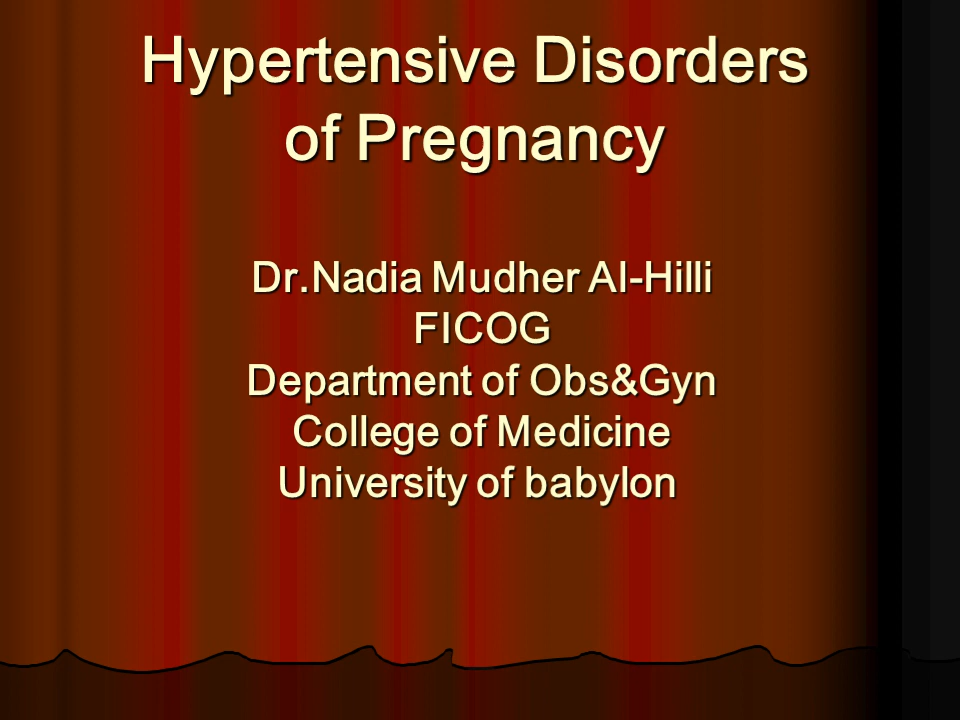 Hypertensive Disorders
of Pregnancy
Dr.Nadia Mudher Al-Hilli
FICOG
Department of Obs&Gyn
College of Medicine
University of babylon